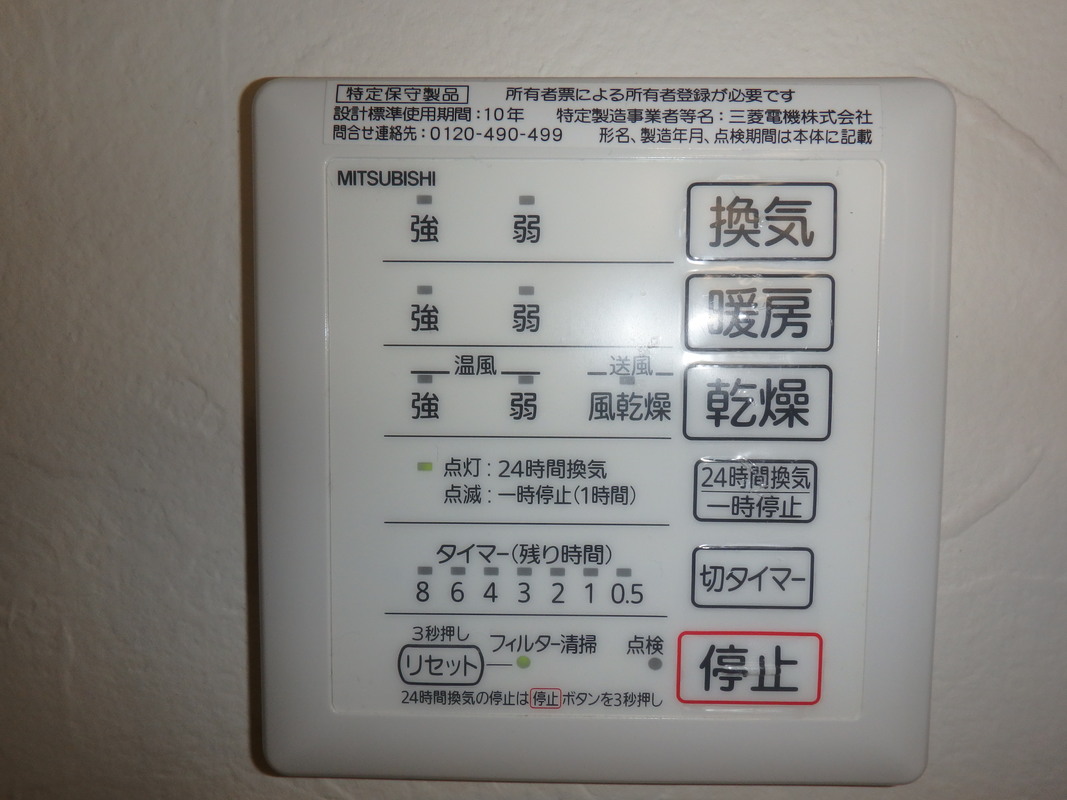 特定保守製品 所有者票による所有者登録が必要です
設計標準使用期間：10年 特定製造事業者等名：三菱電機株式会社
問合せ連絡先：0120-490-499 形名、製造年月、点検期間は本体に記載
MITSUBISHI
強 弱 換気
強 弱 暖房
温風 送風
強 弱 風乾燥 乾燥
点灯：24時間換気
点滅：一時停止(1時間)
24時間換気
一時停止
タイマー(残り時間)
8 6 4 3 2 1 0.5
切タイマー
3秒押し
リセット フィルター清掃 点検
停止
24時間換気の停止は停止ボタンを3秒押し